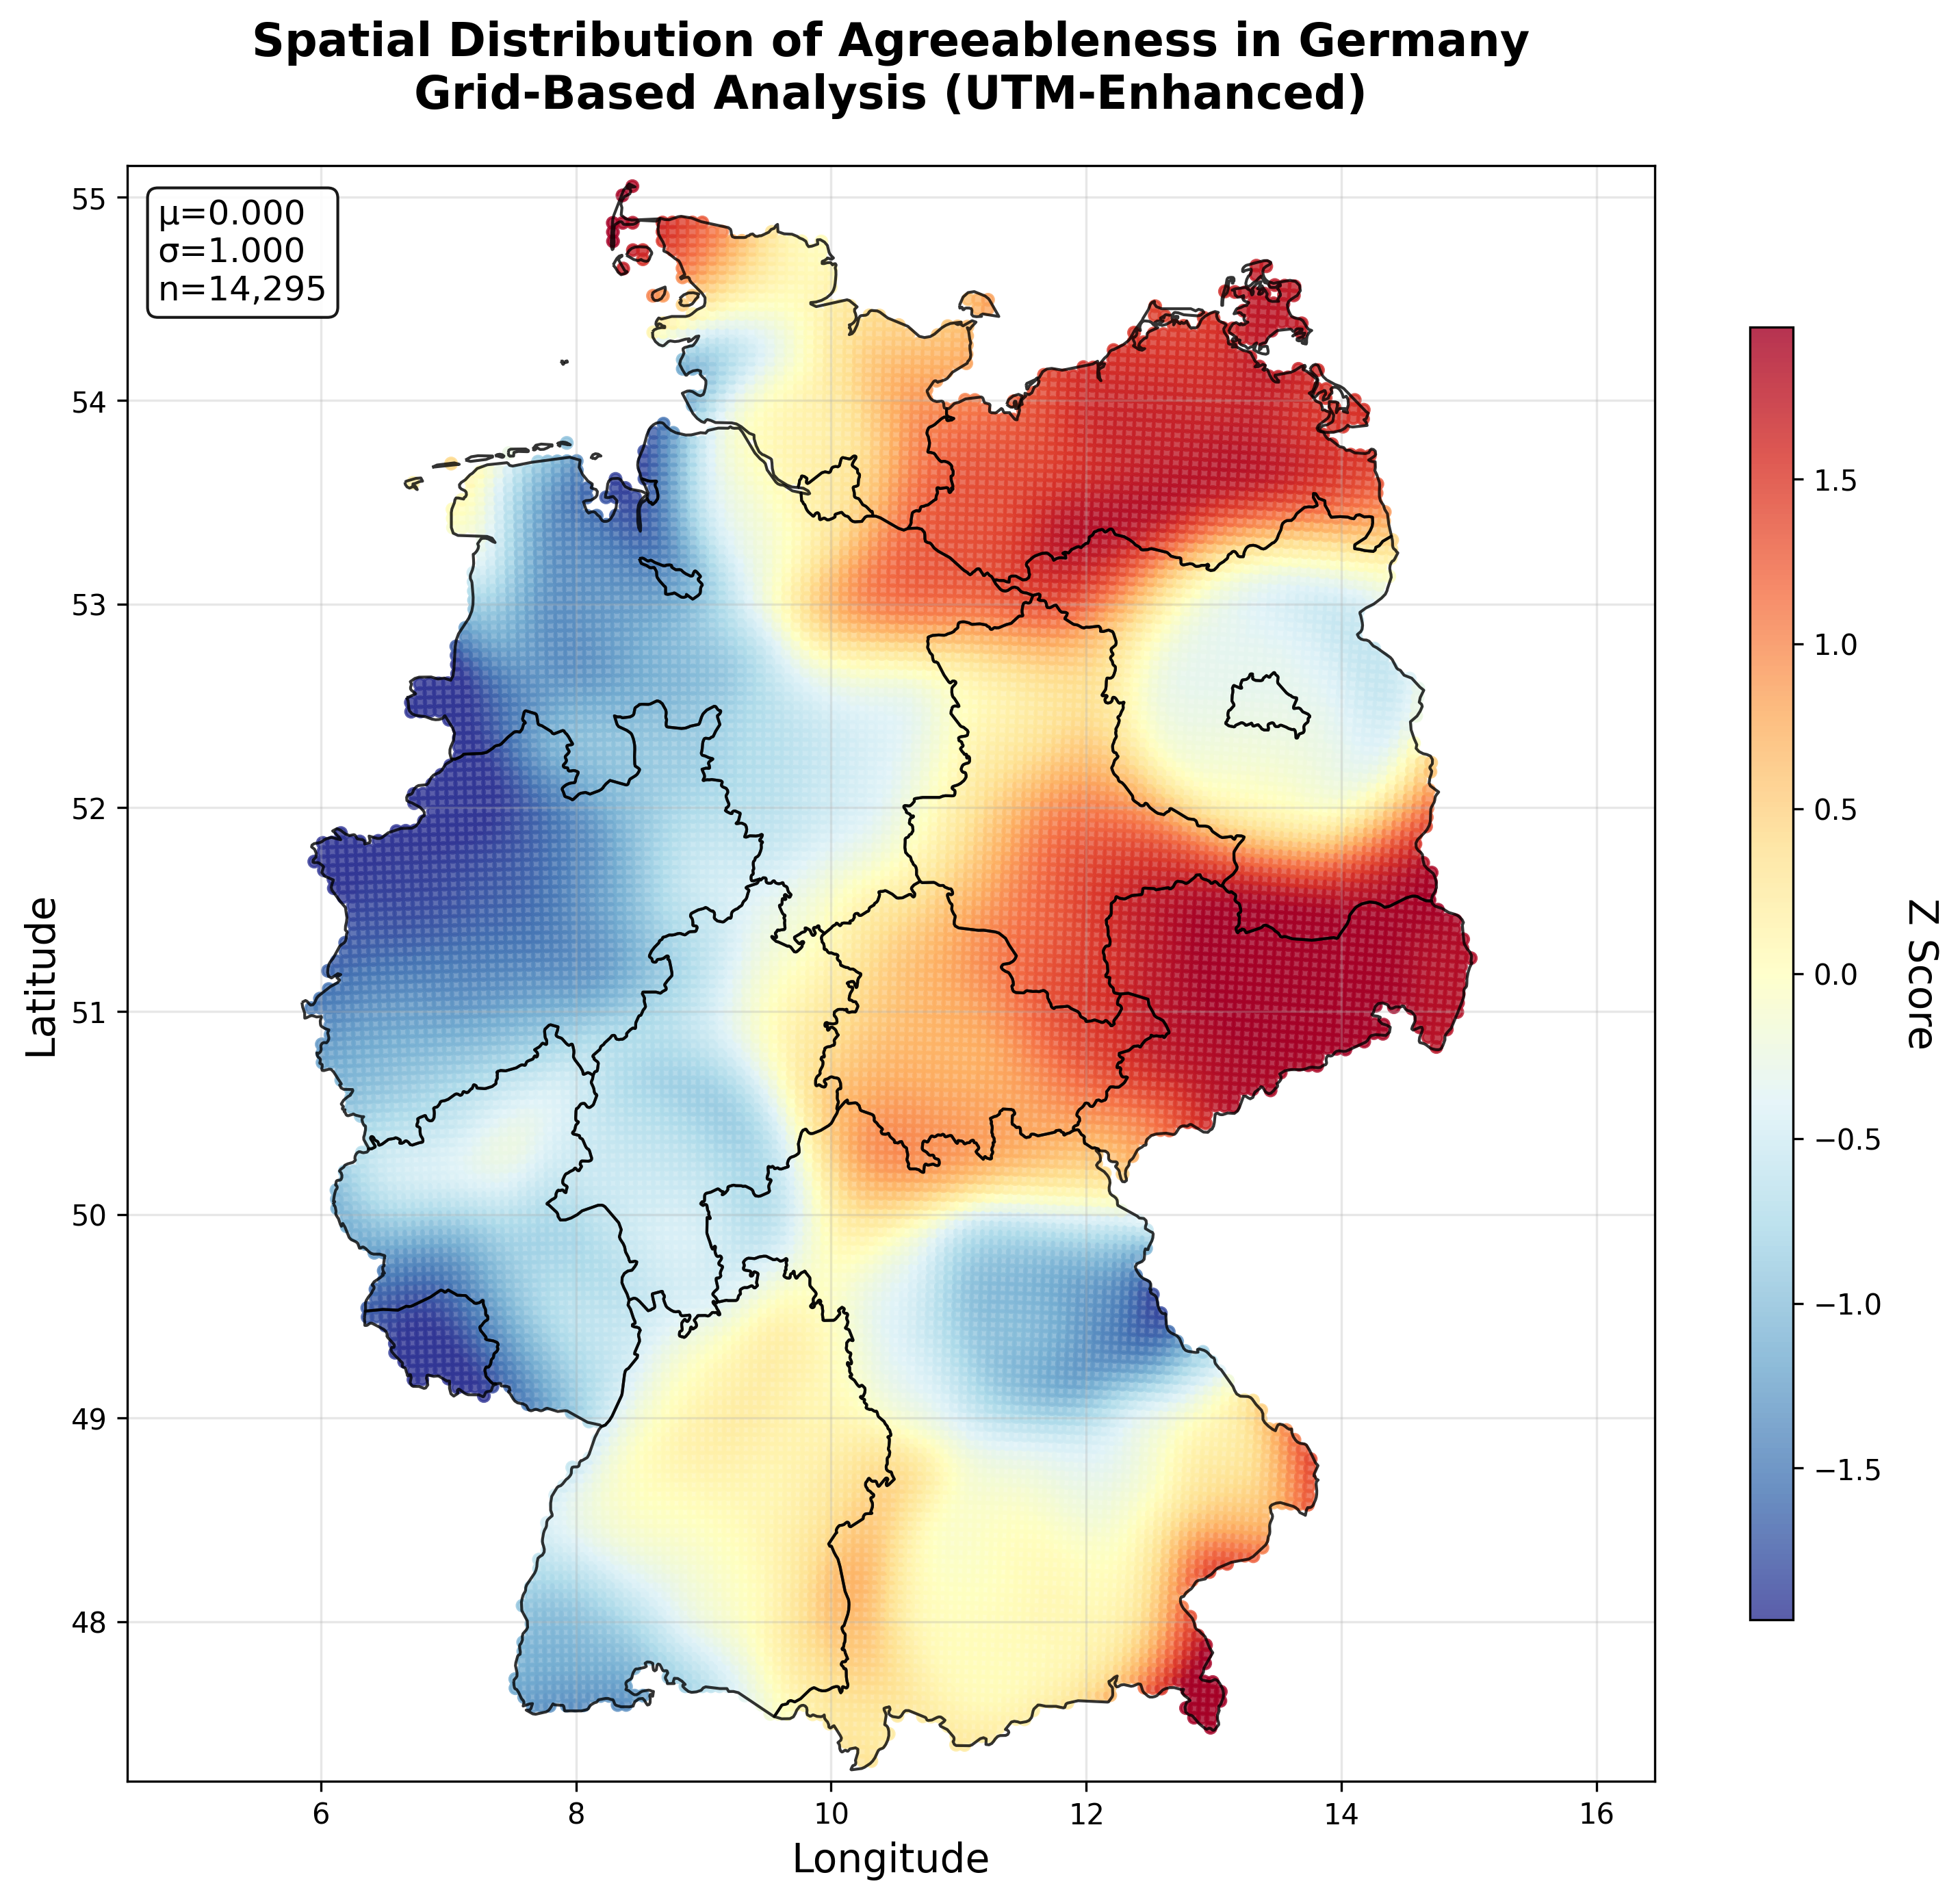 Spatial Distribution of Agreeableness in Germany
Grid-Based Analysis (UTM-Enhanced)
μ=0.000
σ=1.000
n=14,295
55
54
53
52
51
50
49
48
Latitude
6
8
10
12
14
16
Longitude
1.5
1.0
0.5
0.0
−0.5
−1.0
−1.5
Z Score